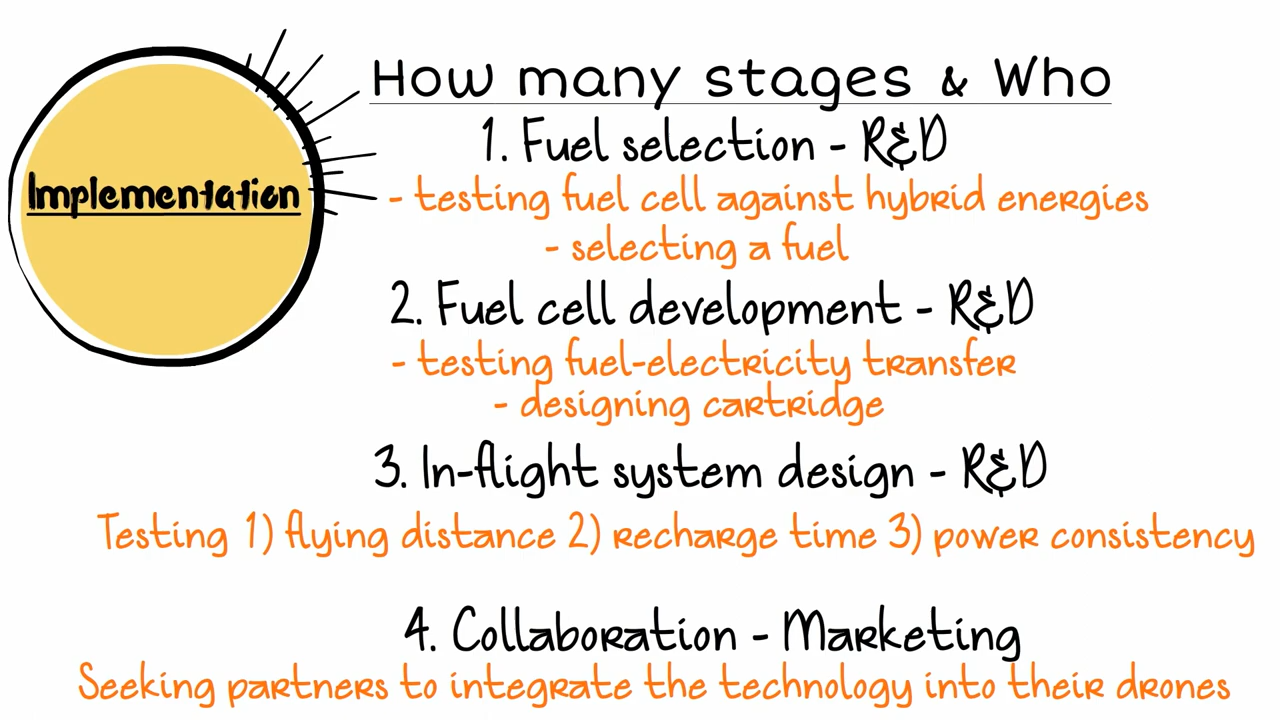 Implementation
How many stages & Who
1. Fuel selection - R&D
- testing fuel cell against hybrid energies
- selecting a fuel
2. Fuel cell development - R&D
- testing fuel-electricity transfer
- designing cartridge
3. In-flight system design - R&D
Testing 1) flying distance 2) recharge time 3) power consistency
4. Collaboration - Marketing
Seeking partners to integrate the technology into their drones